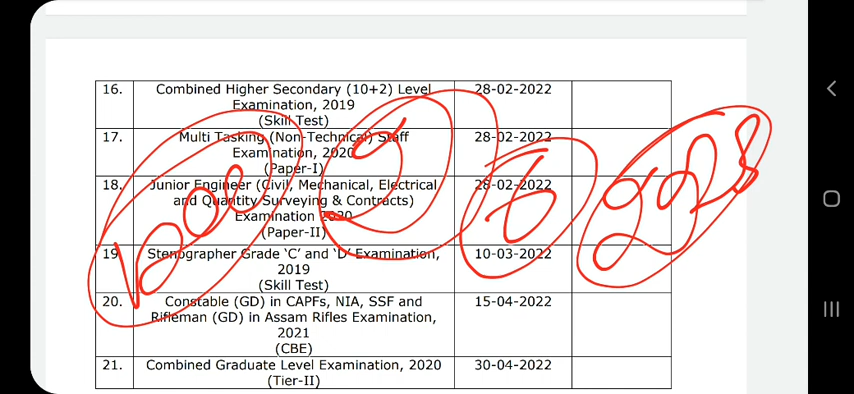 16. Combined Higher Secondary (10+2) Level 28-02-2022
Examination, 2019
(Skill Test)
17. Multi Tasking (Non-Technical) Staff 28-02-2022
Examination, 2020
(Paper-I)
18. Junior Engineer (Civil, Mechanical, Electrical 28-02-2022
and Quantity Surveying & Contracts)
Examination 2020
(Paper-II)
19. Stenographer Grade 'C' and 'D' Examination, 10-03-2022
2019
(Skill Test)
20. Constable (GD) in CAPFs, NIA, SSF and 15-04-2022
Rifleman (GD) in Assam Rifles Examination,
2021
(CBE)
21. Combined Graduate Level Examination, 2020 30-04-2022
(Tier-II)